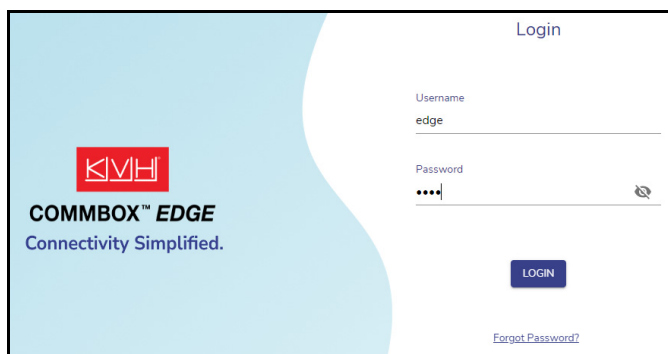 Login
Username
edge
Password
••••
KVH
COMMBOX™ EDGE
Connectivity Simplified.
LOGIN
Forgot Password?